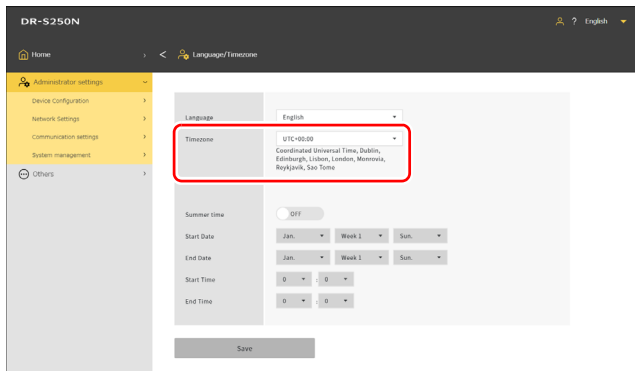 DR-S250N
? English
Home
< Language/Timezone
Administrator settings
Device Configuration
Network Settings
Communication settings
System management
Others
Language
English
Timezone
UTC+00:00
Coordinated Universal Time, Dublin,
Edinburgh, Lisbon, London, Monrovia,
Reykjavik, Sao Tome
Summer time
OFF
Start Date
Jan. Week 1 Sun.
End Date
Jan. Week 1 Sun.
Start Time
0 : 0
End Time
0 : 0
Save